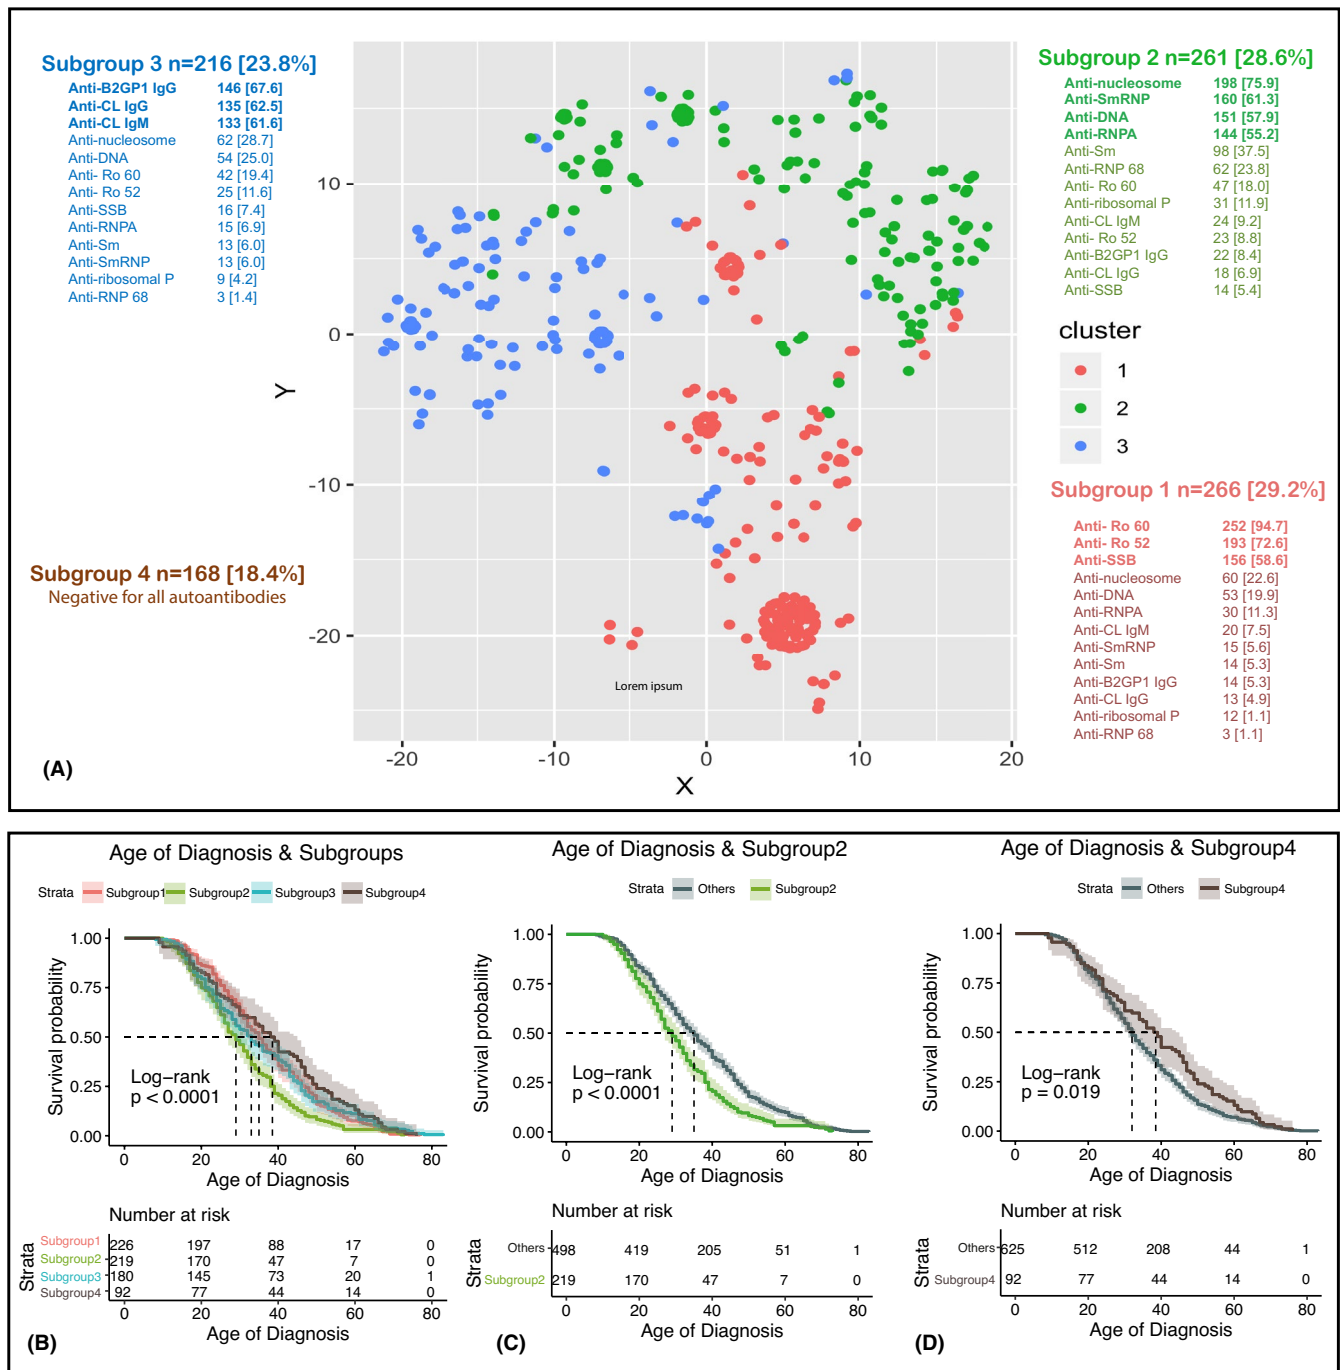 Subgroup 3 n=216 [23.8%]
Anti-B2GP1 IgG 146 [67.6]
Anti-CL IgG 135 [62.5]
Anti-CL IgM 133 [61.6]
Anti-nucleosome 62 [28.7]
Anti-DNA 54 [25.0]
Anti- Ro 60 42 [19.4]
Anti- Ro 52 25 [11.6]
Anti-SSB 16 [7.4]
Anti-RNPA 15 [6.9]
Anti-Sm 13 [6.0]
Anti-SmRNP 13 [6.0]
Anti-ribosomal P 9 [4.2]
Anti-RNP 68 3 [1.4]
Subgroup 4 n=168 [18.4%]
Negative for all autoantibodies
(A)
Y
10
0
-10
-20
Lorem ipsum
-20 -10 0 10 20
X
Subgroup 2 n=261 [28.6%]
Anti-nucleosome 198 [75.9]
Anti-SmRNP 160 [61.3]
Anti-DNA 151 [57.9]
Anti-RNPA 144 [55.2]
Anti-Sm 98 [37.5]
Anti-RNP 68 62 [23.8]
Anti- Ro 60 47 [18.0]
Anti-ribosomal P 31 [11.9]
Anti-CL IgM 24 [9.2]
Anti- Ro 52 23 [8.8]
Anti-B2GP1 IgG 22 [8.4]
Anti-CL IgG 18 [6.9]
Anti-SSB 14 [5.4]
cluster
1
2
3
Subgroup 1 n=266 [29.2%]
Anti- Ro 60 252 [94.7]
Anti- Ro 52 193 [72.6]
Anti-SSB 156 [58.6]
Anti-nucleosome 60 [22.6]
Anti-DNA 53 [19.9]
Anti-RNPA 30 [11.3]
Anti-CL IgM 20 [7.5]
Anti-SmRNP 15 [5.6]
Anti-Sm 14 [5.3]
Anti-B2GP1 IgG 14 [5.3]
Anti-CL IgG 13 [4.9]
Anti-ribosomal P 12 [1.1]
Anti-RNP 68 3 [1.1]
Age of Diagnosis & Subgroups
Strata Subgroup1 Subgroup2 Subgroup3 Subgroup4
Survival probability
1.00
0.75
0.50
0.25
0.00
Log-rank
p < 0.0001
0 20 40 60 80
Age of Diagnosis
Number at risk
Strata
Subgroup1 226 197 88 17 0
Subgroup2 219 170 47 7 0
Subgroup3 180 145 73 20 1
Subgroup4 92 77 44 14 0
0 20 40 60 80
Age of Diagnosis
(B)
Age of Diagnosis & Subgroup2
Strata Others Subgroup2
Survival probability
1.00
0.75
0.50
0.25
0.00
Log-rank
p < 0.0001
0 20 40 60 80
Age of Diagnosis
Number at risk
Strata
Others 498 419 205 51 1
Subgroup2 219 170 47 7 0
0 20 40 60 80
Age of Diagnosis
(C)
Age of Diagnosis & Subgroup4
Strata Others Subgroup4
Survival probability
1.00
0.75
0.50
0.25
0.00
Log-rank
p = 0.019
0 20 40 60 80
Age of Diagnosis
Number at risk
Strata
Others 625 512 208 44 1
Subgroup4 92 77 44 14 0
0 20 40 60 80
Age of Diagnosis
(D)